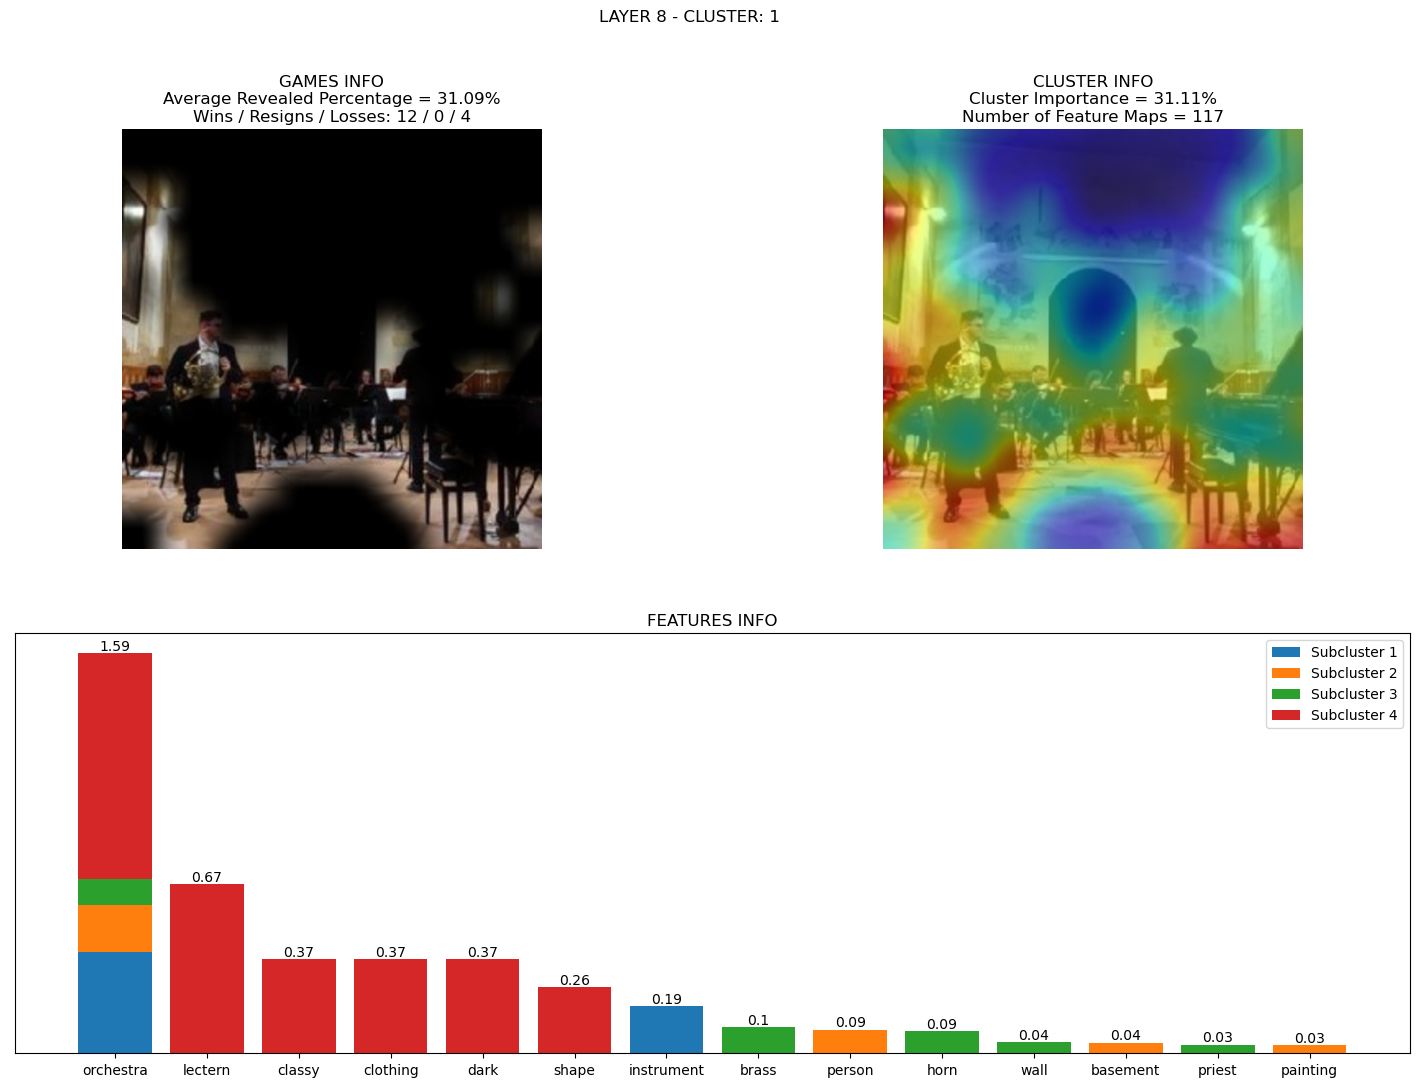 LAYER 8 - CLUSTER: 1
GAMES INFO
Average Revealed Percentage = 31.09%
Wins / Resigns / Losses: 12 / 0 / 4
CLUSTER INFO
Cluster Importance = 31.11%
Number of Feature Maps = 117
FEATURES INFO
Subcluster 1
Subcluster 2
Subcluster 3
Subcluster 4
1.59
0.67
0.37
0.37
0.37
0.26
0.19
0.1
0.09
0.09
0.04
0.04
0.03
0.03
orchestra
lectern
classy
clothing
dark
shape
instrument
brass
person
horn
wall
basement
priest
painting